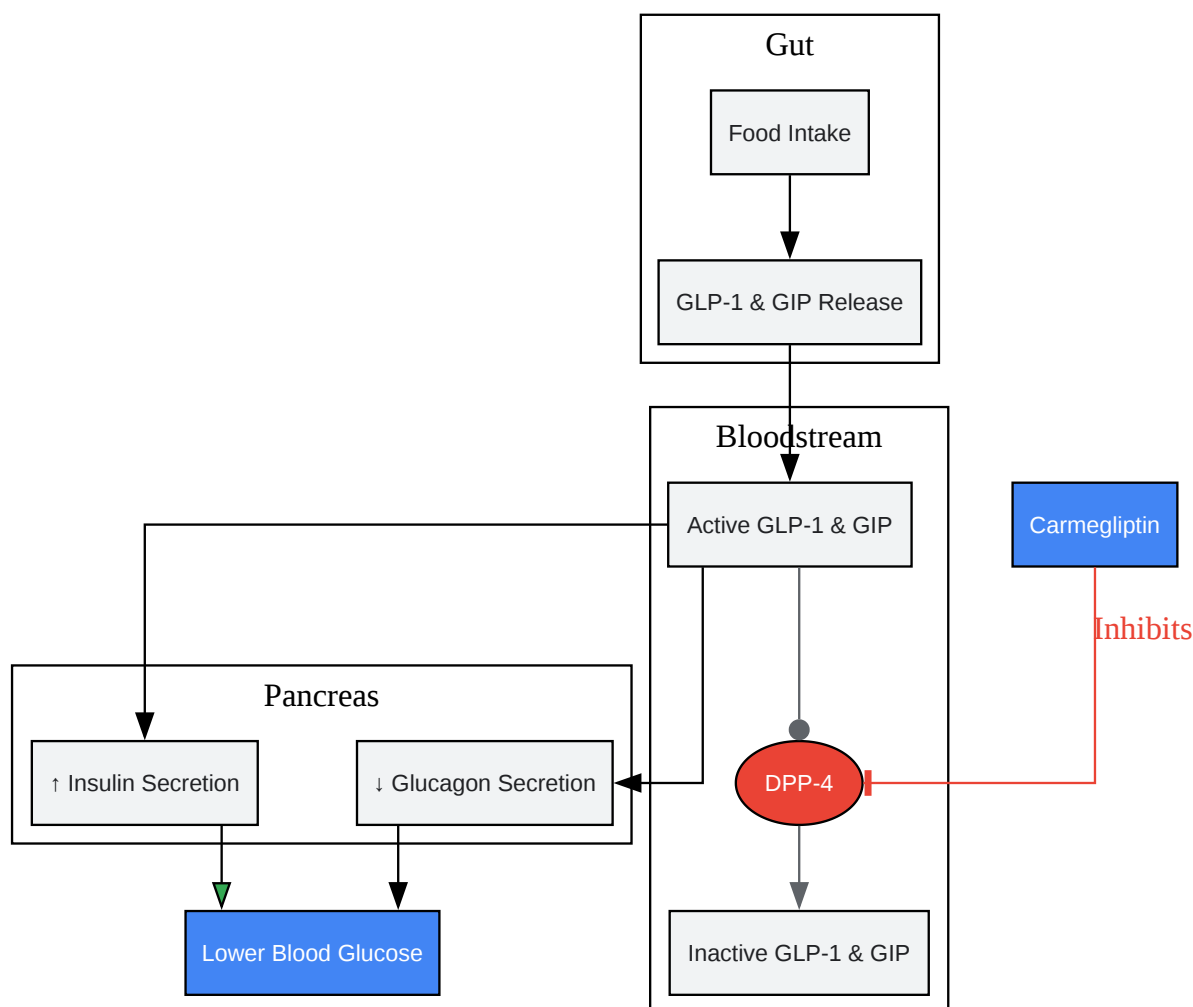 Gut
Food Intake
GLP-1 & GIP Release
Bloodstream
Active GLP-1 & GIP
Carmegliptin
Inhibits
Pancreas
↑ Insulin Secretion
↓ Glucagon Secretion
DPP-4
Lower Blood Glucose
Inactive GLP-1 & GIP